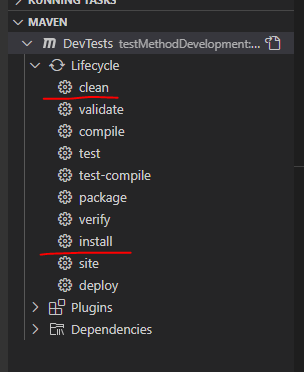 RUNNING TASKS
MAVEN
DevTests testMethodDevelopment:...
Lifecycle
clean
validate
compile
test
test-compile
package
verify
install
site
deploy
Plugins
Dependencies